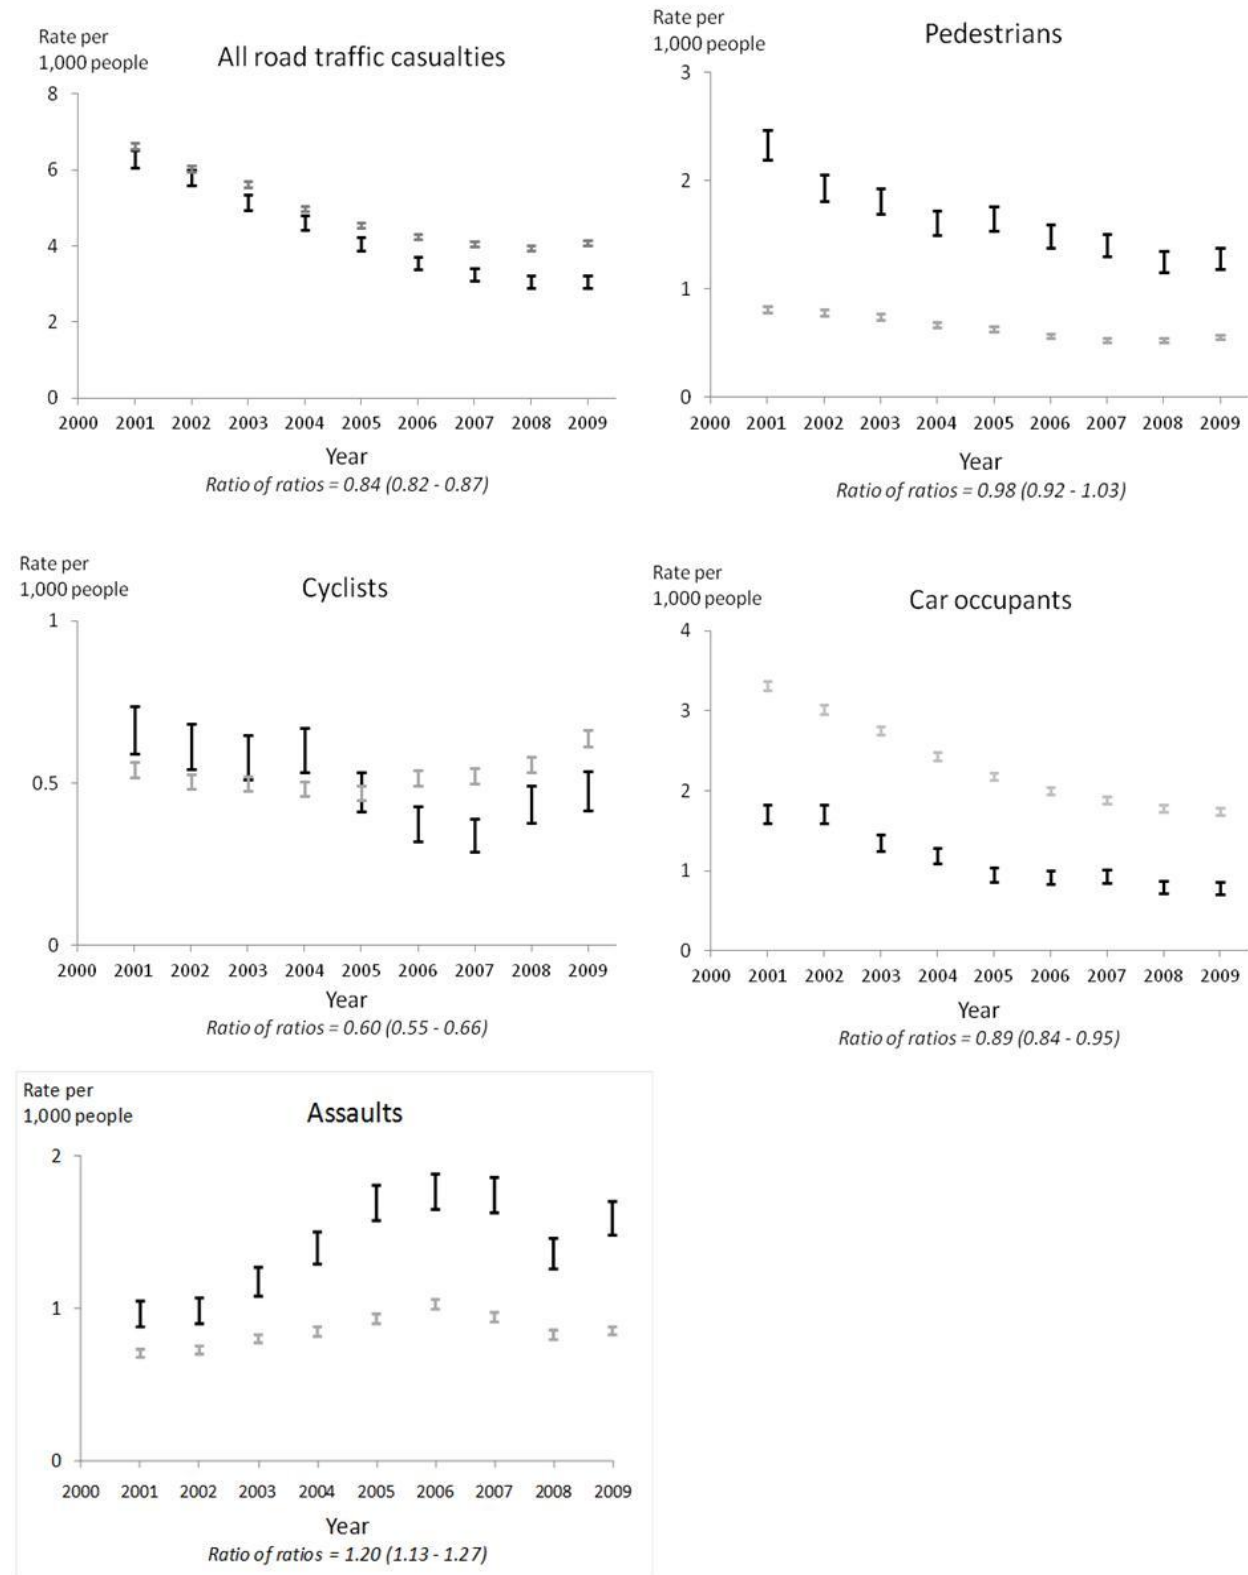 Rate per
1,000 people
All road traffic casualties
8
6
4
2
0
2000 2001 2002 2003 2004 2005 2006 2007 2008 2009
Year
Ratio of ratios = 0.84 (0.82 - 0.87)
Rate per
1,000 people
Pedestrians
3
2
1
0
2000 2001 2002 2003 2004 2005 2006 2007 2008 2009
Year
Ratio of ratios = 0.98 (0.92 - 1.03)
Rate per
1,000 people
Cyclists
1
0.5
0
2000 2001 2002 2003 2004 2005 2006 2007 2008 2009
Year
Ratio of ratios = 0.60 (0.55 - 0.66)
Rate per
1,000 people
Car occupants
4
3
2
1
0
2000 2001 2002 2003 2004 2005 2006 2007 2008 2009
Year
Ratio of ratios = 0.89 (0.84 - 0.95)
Rate per
1,000 people
Assaults
2
1
0
2000 2001 2002 2003 2004 2005 2006 2007 2008 2009
Year
Ratio of ratios = 1.20 (1.13 - 1.27)